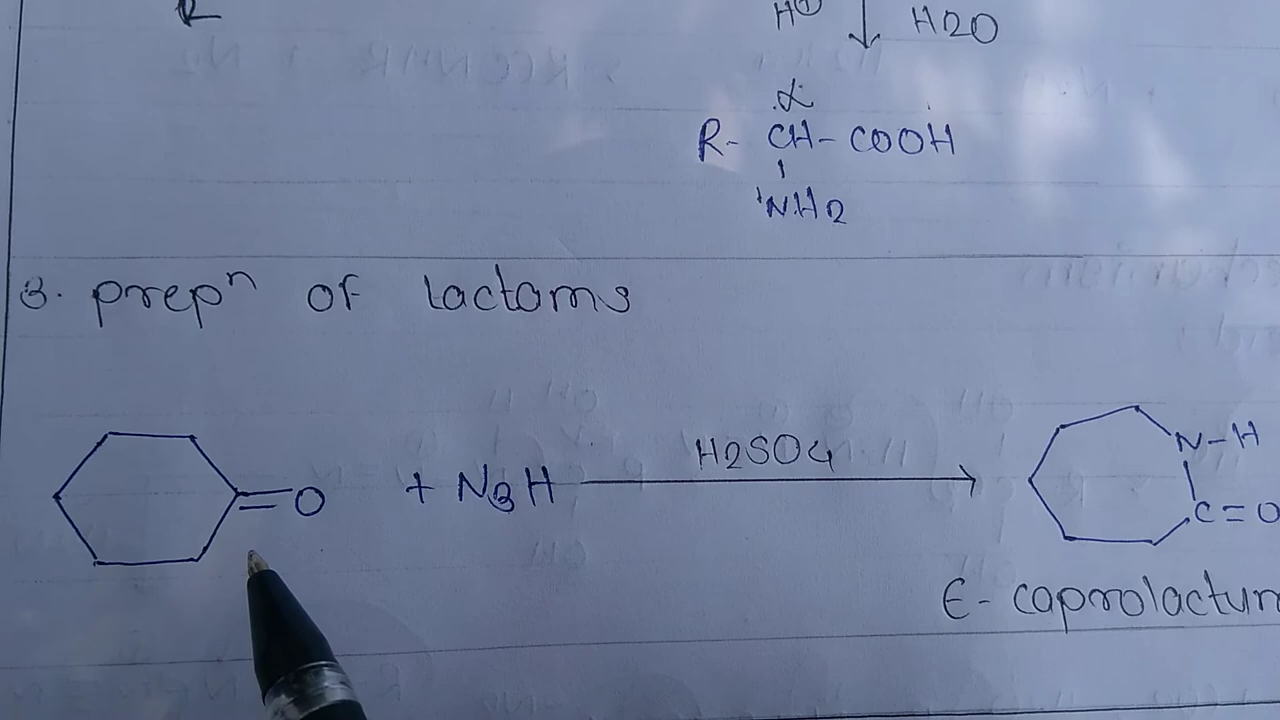 H⊕ ↓ H2O
α
R- CH- COOH
NH2
3. prepⁿ of lactams
H2SO4
=O + N3H → N-H
C=O
ε- caprolactum